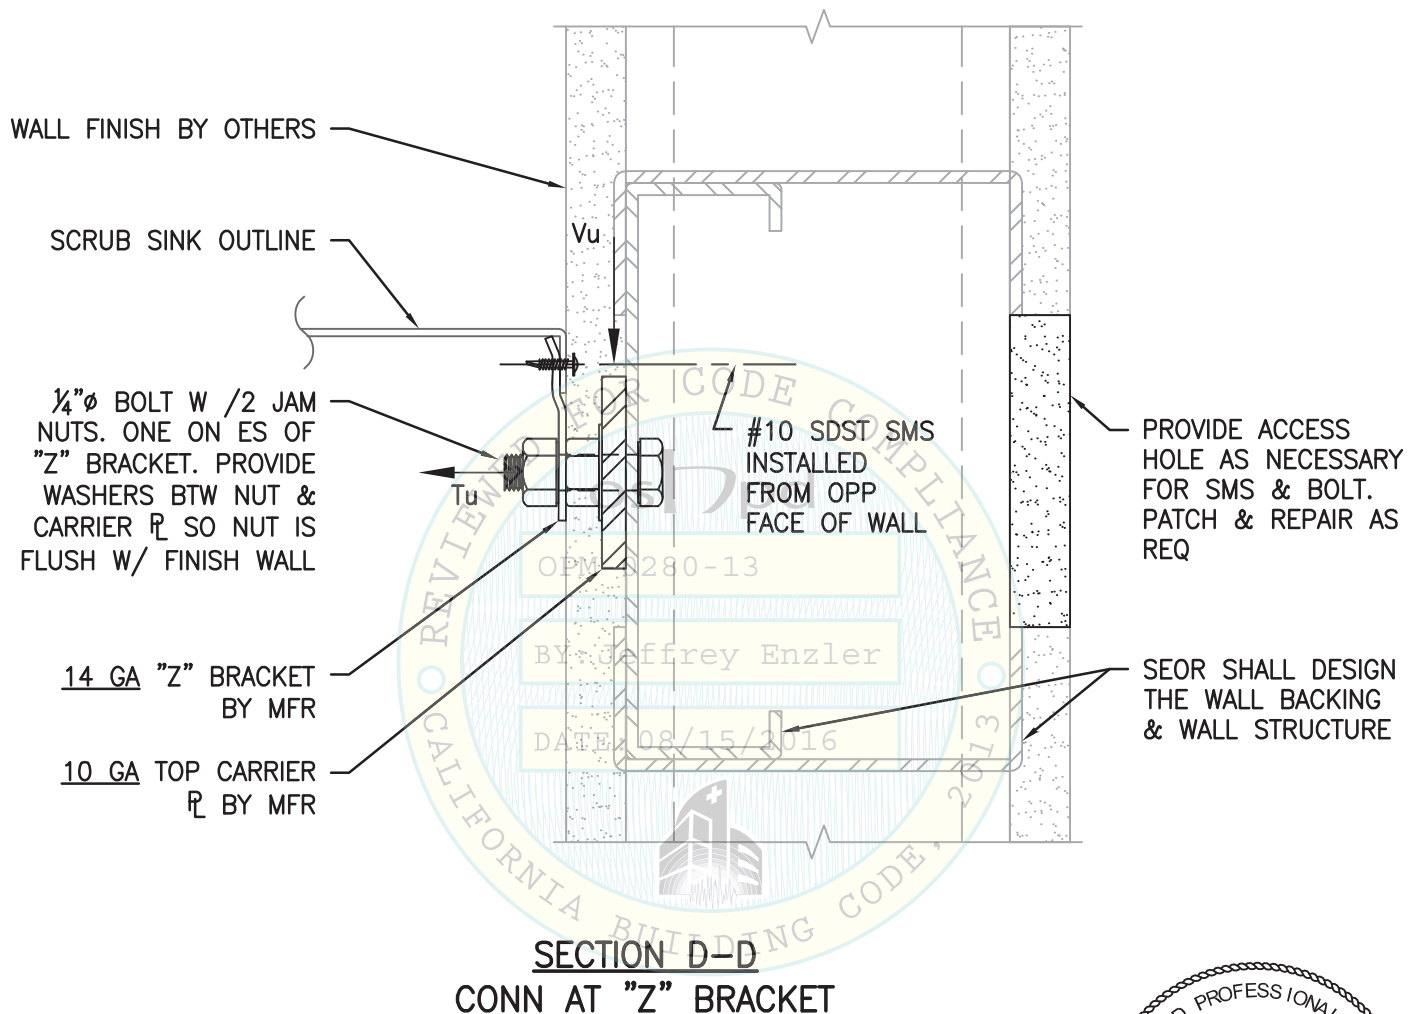 WALL FINISH BY OTHERS
SCRUB SINK OUTLINE
Vu
¼"ø BOLT W /2 JAM
NUTS. ONE ON ES OF
"Z" BRACKET. PROVIDE
WASHERS BTW NUT &
CARRIER ⅊ SO NUT IS
FLUSH W/ FINISH WALL
Tu
#10 SDST SMS
INSTALLED
FROM OPP
FACE OF WALL
PROVIDE ACCESS
HOLE AS NECESSARY
FOR SMS & BOLT.
PATCH & REPAIR AS
REQ
14 GA "Z" BRACKET
BY MFR
10 GA TOP CARRIER
⅊ BY MFR
SEOR SHALL DESIGN
THE WALL BACKING
& WALL STRUCTURE
REVIEWED FOR CODE COMPLIANCE
oshpd
OPM-0280-13
BY: Jeffrey Enzler
DATE: 08/15/2016
CALIFORNIA BUILDING CODE, 2013
SECTION D-D
CONN AT "Z" BRACKET
PROFESSIONAL